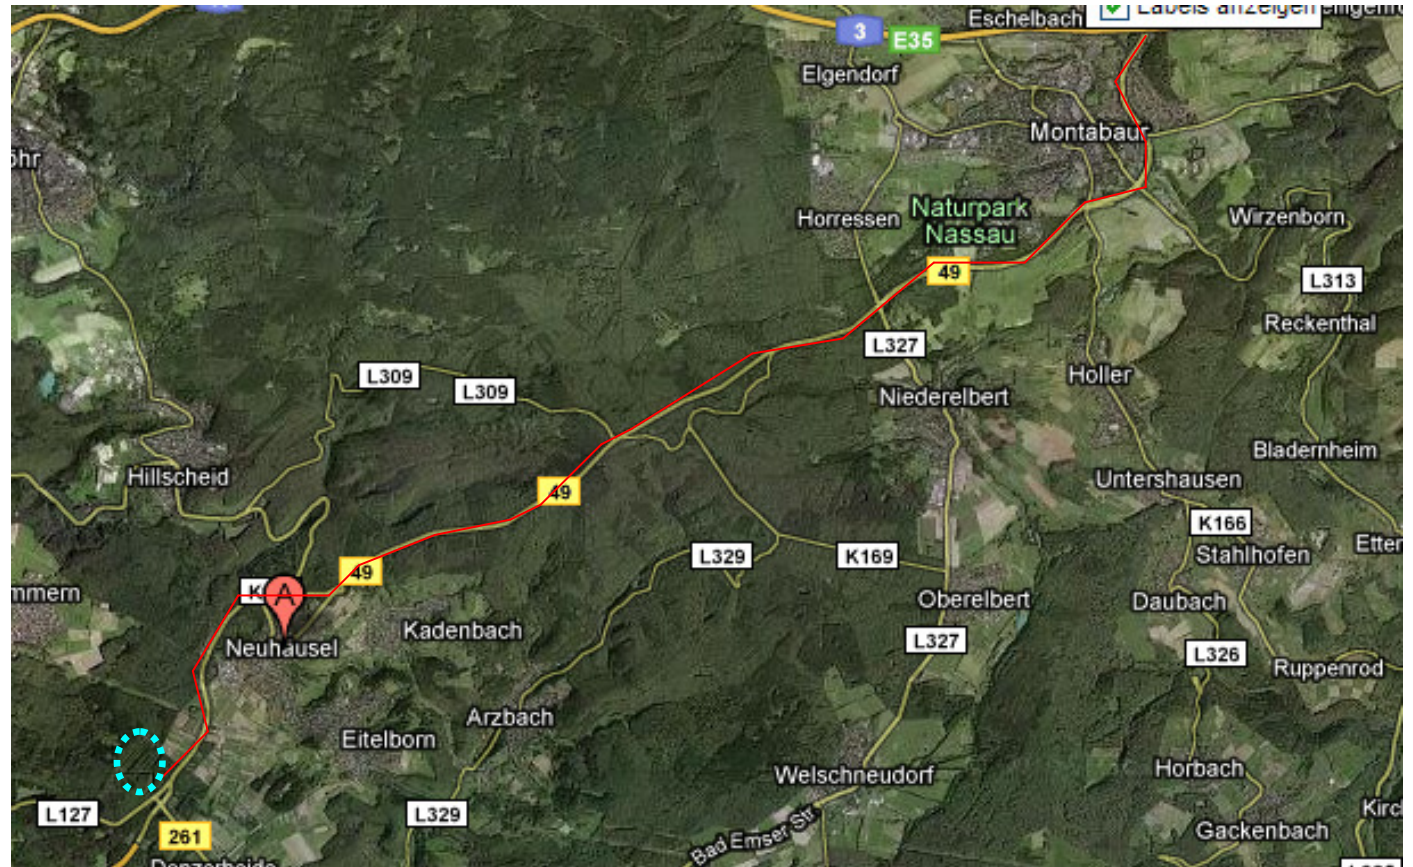 Eschelbach
Labels anzeigen
3
E35
Elgendorf
Montabaur
Horressen
Naturpark
Nassau
Wirzenborn
49
L313
Reckenthal
L327
L309
L309
Holler
Niederelbert
Bladernheim
Hillscheid
Untershausen
49
K166
Stahlhofen
L329
K169
49
A
Oberelbert
Daubach
Kadenbach
Neuhäusel
L327
L326
Ruppenrod
Arzbach
Eitelborn
Welschneudorf
Horbach
L127
L329
261
Bad Emser Str
Gackenbach